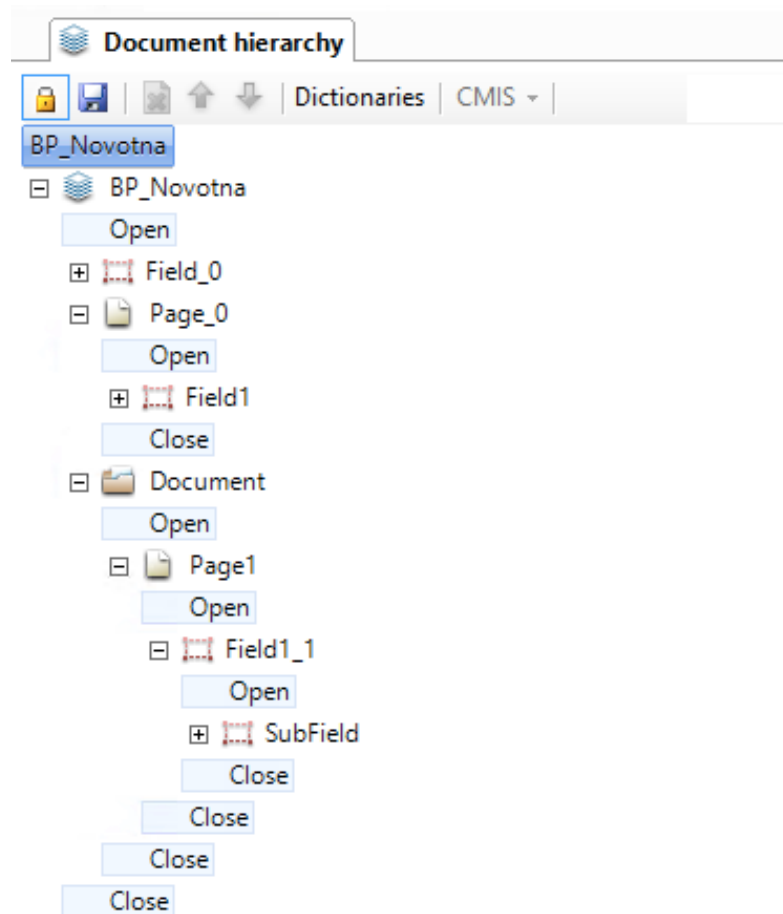 Document hierarchy
Dictionaries CMIS
BP_Novotna
BP_Novotna
Open
Field_0
Page_0
Open
Field1
Close
Document
Open
Page1
Open
Field1_1
Open
SubField
Close
Close
Close
Close